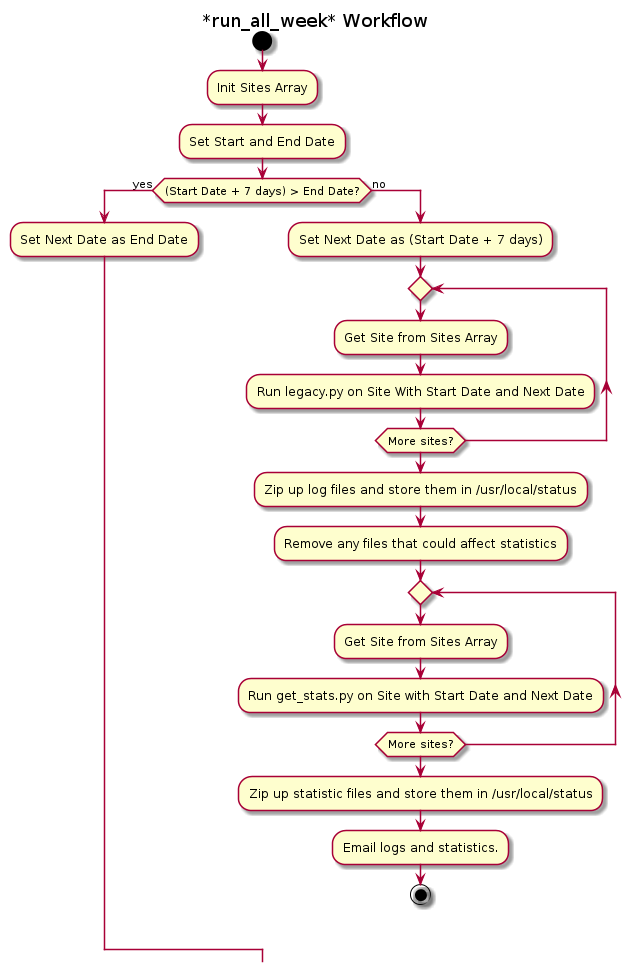 *run_all_week* Workflow
Init Sites Array
Set Start and End Date
yes
(Start Date + 7 days) > End Date?
no
Set Next Date as End Date
Set Next Date as (Start Date + 7 days)
Get Site from Sites Array
Run legacy.py on Site With Start Date and Next Date
More sites?
Zip up log files and store them in /usr/local/status
Remove any files that could affect statistics
Get Site from Sites Array
Run get_stats.py on Site with Start Date and Next Date
More sites?
Zip up statistic files and store them in /usr/local/status
Email logs and statistics.